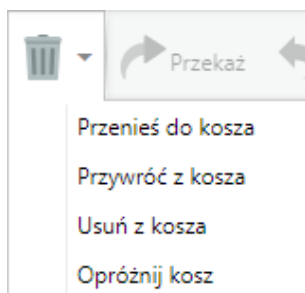 Przekaż
Przenieś do kosza
Przywróć z kosza
Usuń z kosza
Opróżnij kosz